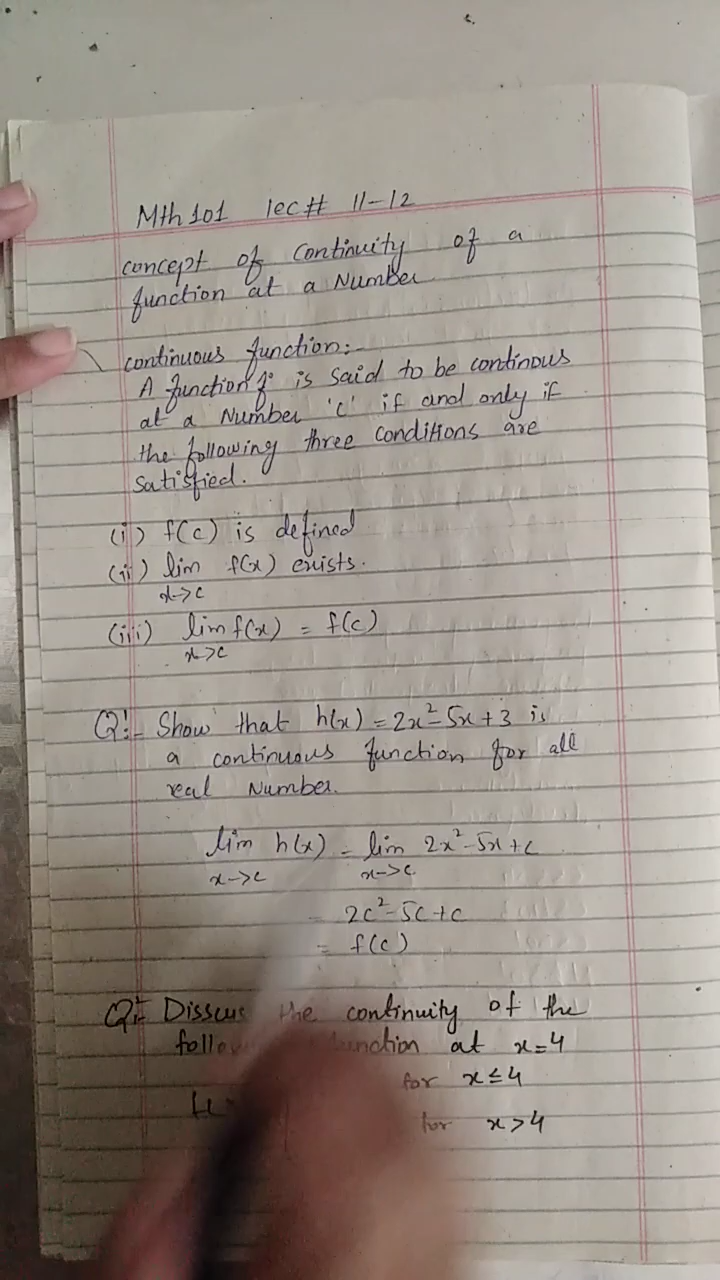 Mth 101 lec# 11-12
concept of Continuity of a
function at a Number
continuous function:-
A function 'f' is said to be continous
at a Number 'c' if and only if
the following three conditions are
satisfied.
(i) f(c) is defined
(ii) lim f(x) exists.
x->c
(iii) lim f(x) = f(c)
x->c
Q:- Show that h(x) = 2x²-5x+3 is
a continuous function for all
real Number.
lim h(x) = lim 2x²-5x+c
x->c x->c
= 2c²-5c+c
= f(c)
Q:- Disscus the continuity of the
function at x=4
for x≤4
for x>4